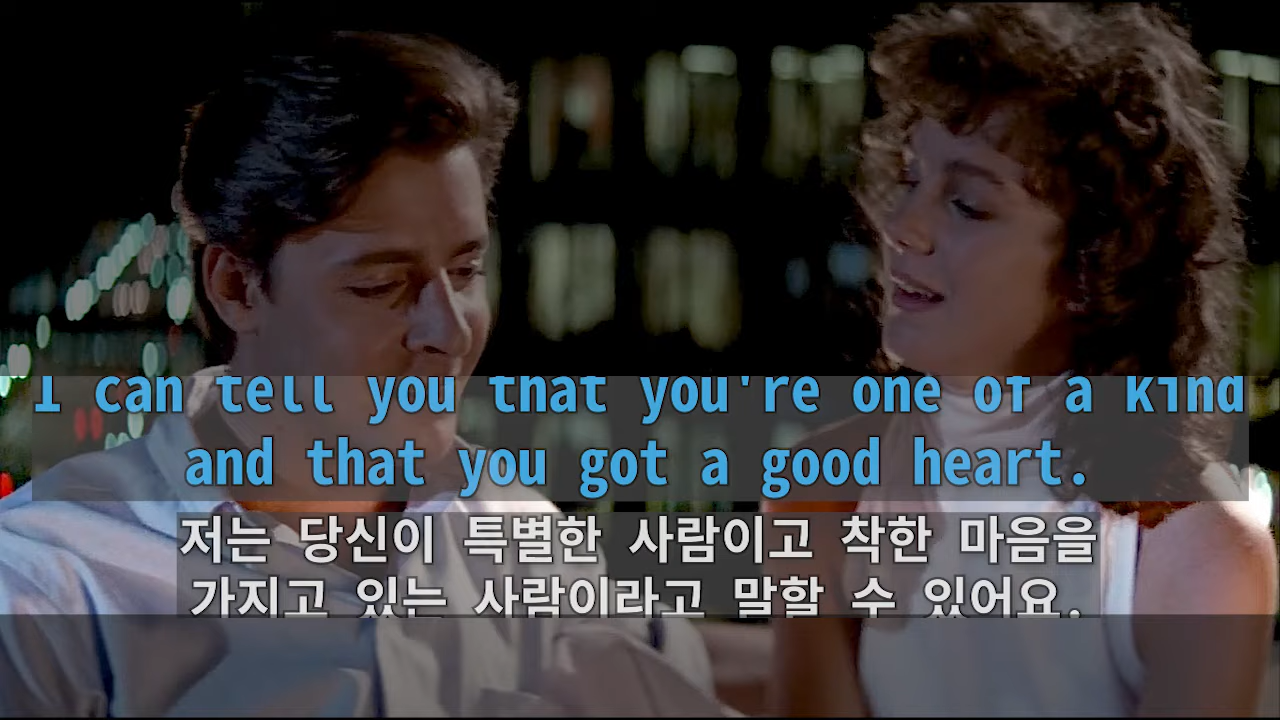 I can tell you that you're one of a kind
and that you got a good heart.
저는 당신이 특별한 사람이고 착한 마음을
가지고 있는 사람이라고 말할 수 있어요.